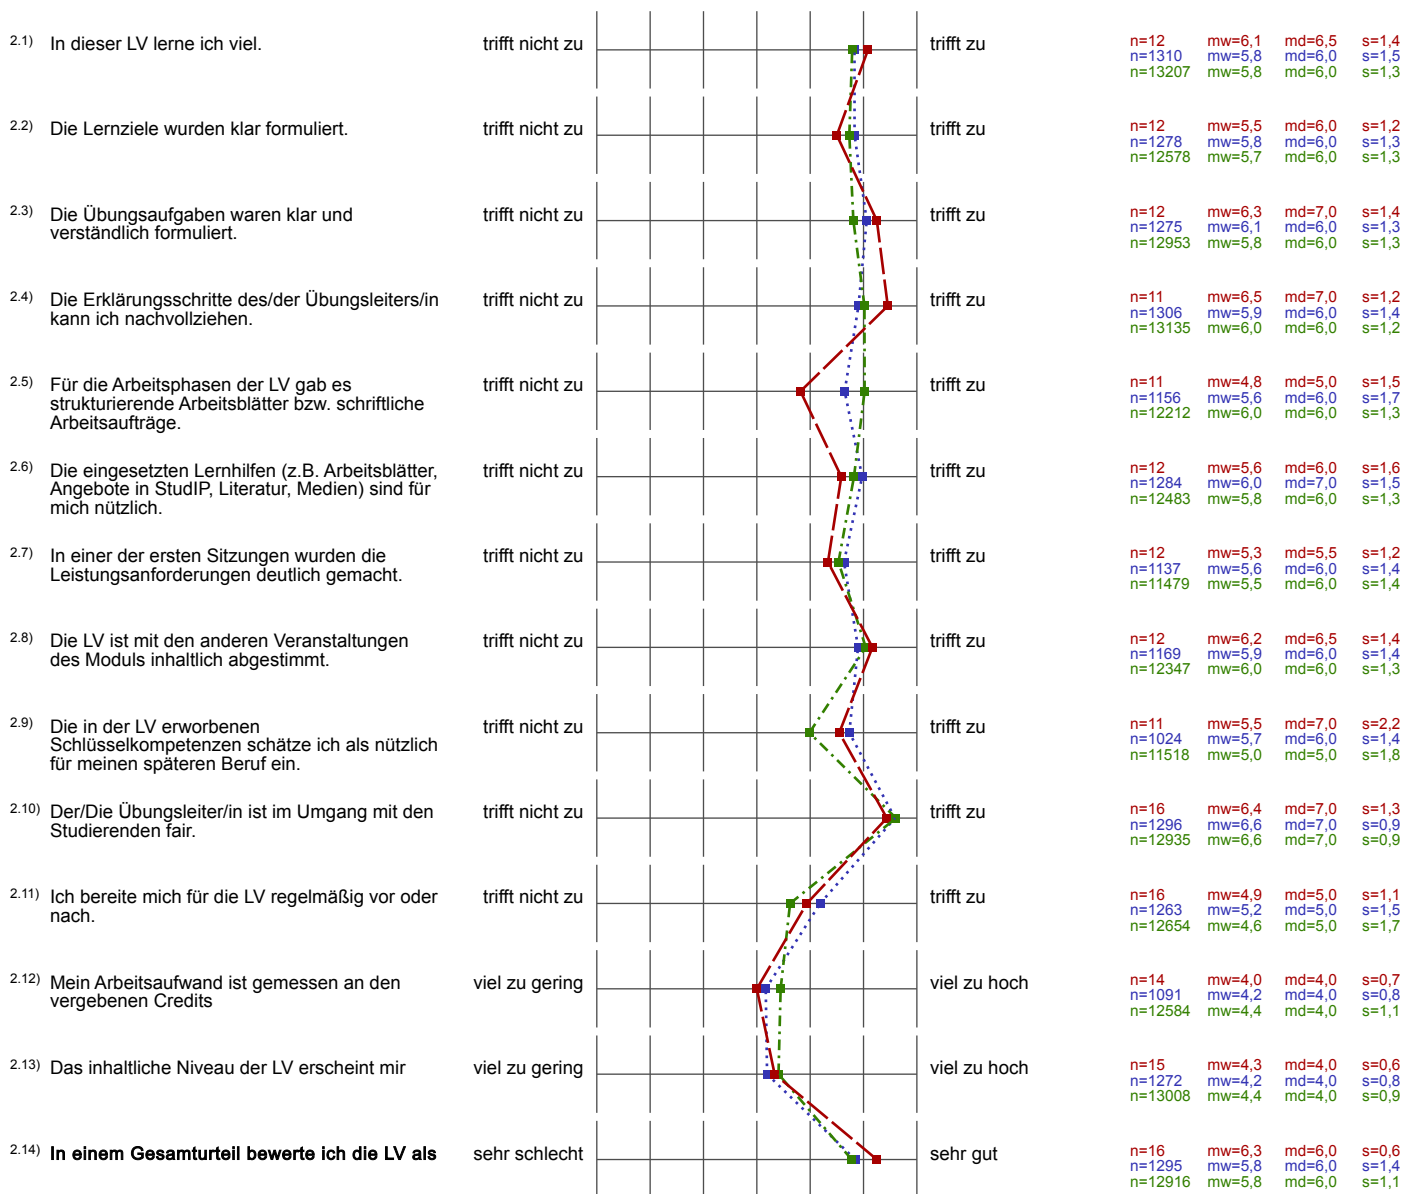 2.1) In dieser LV lerne ich viel. trifft nicht zu trifft zu n=12 mw=6,1 md=6,5 s=1,4
n=1310 mw=5,8 md=6,0 s=1,5
n=13207 mw=5,8 md=6,0 s=1,3
2.2) Die Lernziele wurden klar formuliert. trifft nicht zu trifft zu n=12 mw=5,5 md=6,0 s=1,2
n=1278 mw=5,8 md=6,0 s=1,3
n=12578 mw=5,7 md=6,0 s=1,3
2.3) Die Übungsaufgaben waren klar und trifft nicht zu trifft zu n=12 mw=6,3 md=7,0 s=1,4
verständlich formuliert. n=1275 mw=6,1 md=6,0 s=1,3
n=12953 mw=5,8 md=6,0 s=1,3
2.4) Die Erklärungsschritte des/der Übungsleiters/in trifft nicht zu trifft zu n=11 mw=6,5 md=7,0 s=1,2
kann ich nachvollziehen. n=1306 mw=5,9 md=6,0 s=1,4
n=13135 mw=6,0 md=6,0 s=1,2
2.5) Für die Arbeitsphasen der LV gab es trifft nicht zu trifft zu n=11 mw=4,8 md=5,0 s=1,5
strukturierende Arbeitsblätter bzw. schriftliche n=1156 mw=5,6 md=6,0 s=1,7
Arbeitsaufträge. n=12212 mw=6,0 md=6,0 s=1,3
2.6) Die eingesetzten Lernhilfen (z.B. Arbeitsblätter, trifft nicht zu trifft zu n=12 mw=5,6 md=6,0 s=1,6
Angebote in StudIP, Literatur, Medien) sind für n=1284 mw=6,0 md=7,0 s=1,5
mich nützlich. n=12483 mw=5,8 md=6,0 s=1,3
2.7) In einer der ersten Sitzungen wurden die trifft nicht zu trifft zu n=12 mw=5,3 md=5,5 s=1,2
Leistungsanforderungen deutlich gemacht. n=1137 mw=5,6 md=6,0 s=1,4
n=11479 mw=5,5 md=6,0 s=1,4
2.8) Die LV ist mit den anderen Veranstaltungen trifft nicht zu trifft zu n=12 mw=6,2 md=6,5 s=1,4
des Moduls inhaltlich abgestimmt. n=1169 mw=5,9 md=6,0 s=1,4
n=12347 mw=6,0 md=6,0 s=1,3
2.9) Die in der LV erworbenen trifft nicht zu trifft zu n=11 mw=5,5 md=7,0 s=2,2
Schlüsselkompetenzen schätze ich als nützlich n=1024 mw=5,7 md=6,0 s=1,4
für meinen späteren Beruf ein. n=11518 mw=5,0 md=5,0 s=1,8
2.10) Der/Die Übungsleiter/in ist im Umgang mit den trifft nicht zu trifft zu n=16 mw=6,4 md=7,0 s=1,3
Studierenden fair. n=1296 mw=6,6 md=7,0 s=0,9
n=12935 mw=6,6 md=7,0 s=0,9
2.11) Ich bereite mich für die LV regelmäßig vor oder trifft nicht zu trifft zu n=16 mw=4,9 md=5,0 s=1,1
nach. n=1263 mw=5,2 md=5,0 s=1,5
n=12654 mw=4,6 md=5,0 s=1,7
2.12) Mein Arbeitsaufwand ist gemessen an den viel zu gering viel zu hoch n=14 mw=4,0 md=4,0 s=0,7
vergebenen Credits n=1091 mw=4,2 md=4,0 s=0,8
n=12584 mw=4,4 md=4,0 s=1,1
2.13) Das inhaltliche Niveau der LV erscheint mir viel zu gering viel zu hoch n=15 mw=4,3 md=4,0 s=0,6
n=1272 mw=4,2 md=4,0 s=0,8
n=13008 mw=4,4 md=4,0 s=0,9
2.14) In einem Gesamturteil bewerte ich die LV als sehr schlecht sehr gut n=16 mw=6,3 md=6,0 s=0,6
n=1295 mw=5,8 md=6,0 s=1,4
n=12916 mw=5,8 md=6,0 s=1,1